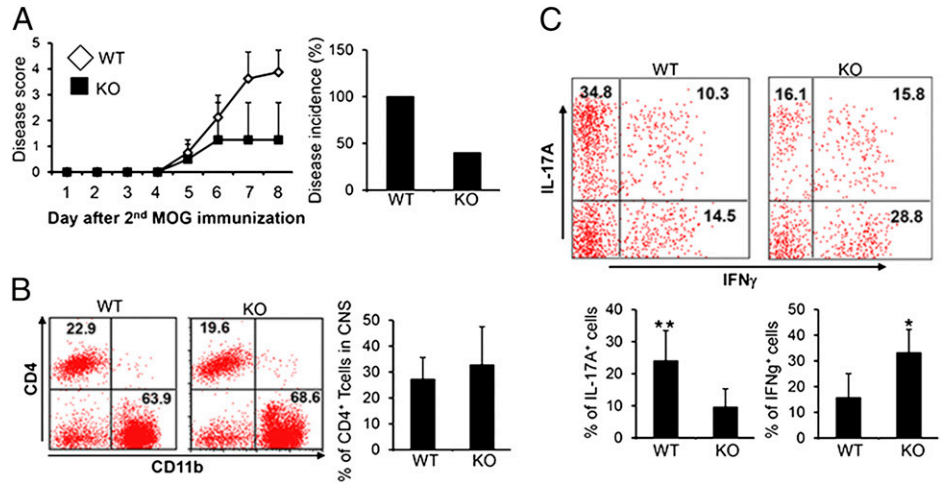 A
Disease score
5
4
3
2
1
0
WT
KO
1 2 3 4 5 6 7 8
Day after 2nd MOG immunization
Disease incidence (%)
150
100
50
0
WT KO
B
WT KO
CD4
22.9
63.9
19.6
68.6
CD11b
% of CD4+ Tcells in CNS
50
40
30
20
10
0
WT KO
C
WT KO
IL-17A
34.8 10.3
14.5
16.1 15.8
28.8
IFNγ
% of IL-17A+ cells
40
30
20
10
0
**
WT KO
% of IFNg+ cells
50
40
30
20
10
0
*
WT KO